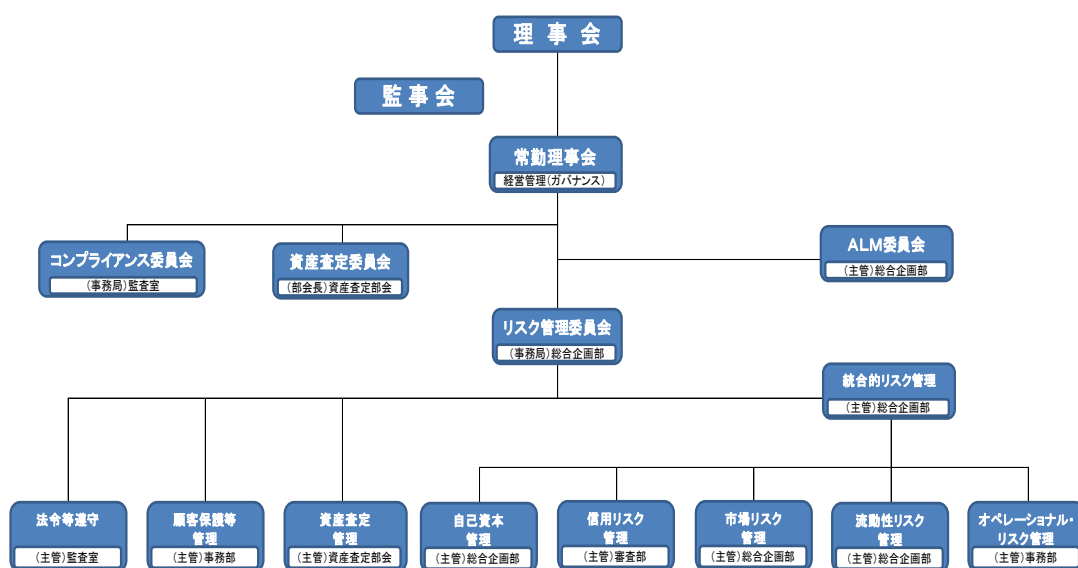 理事会
監事会
常勤理事会
経営管理(ガバナンス)
コンプライアンス委員会
(事務局)監査室
資産査定委員会
(部会長)資産査定部会
ALM委員会
(主管)総合企画部
リスク管理委員会
(事務局)総合企画部
統合的リスク管理
(主管)総合企画部
法令等遵守
(主管)監査室
顧客保護等
管理
(主管)事務部
資産査定
管理
(主管)資産査定部会
自己資本
管理
(主管)総合企画部
信用リスク
管理
(主管)審査部
市場リスク
管理
(主管)総合企画部
流動性リスク
管理
(主管)総合企画部
オペレーショナル・
リスク管理
(主管)事務部